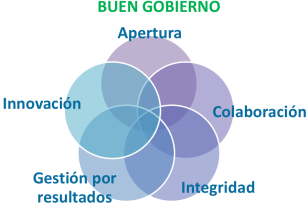 BUEN GOBIERNO
Apertura
Innovación
Colaboración
Gestión por
resultados
Integridad